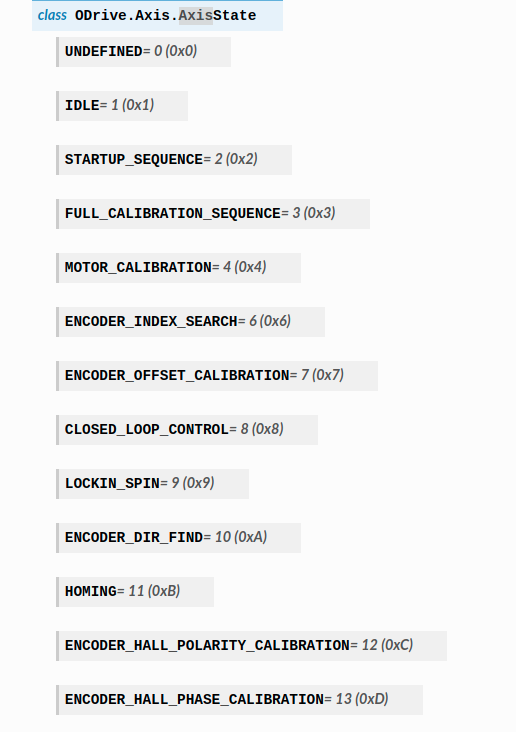 class ODrive.Axis.AxisState
UNDEFINED= 0 (0x0)
IDLE= 1 (0x1)
STARTUP_SEQUENCE= 2 (0x2)
FULL_CALIBRATION_SEQUENCE= 3 (0x3)
MOTOR_CALIBRATION= 4 (0x4)
ENCODER_INDEX_SEARCH= 6 (0x6)
ENCODER_OFFSET_CALIBRATION= 7 (0x7)
CLOSED_LOOP_CONTROL= 8 (0x8)
LOCKIN_SPIN= 9 (0x9)
ENCODER_DIR_FIND= 10 (0xA)
HOMING= 11 (0xB)
ENCODER_HALL_POLARITY_CALIBRATION= 12 (0xC)
ENCODER_HALL_PHASE_CALIBRATION= 13 (0xD)